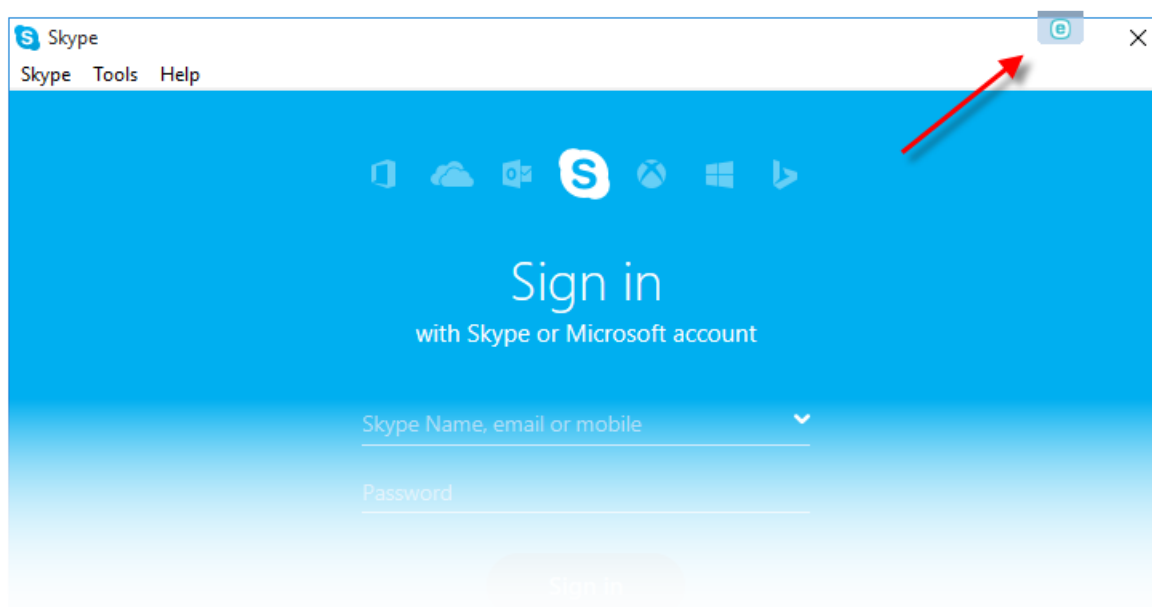 Skype
Skype Tools Help
Sign in
with Skype or Microsoft account
Skype Name, email or mobile
Password
Sign in